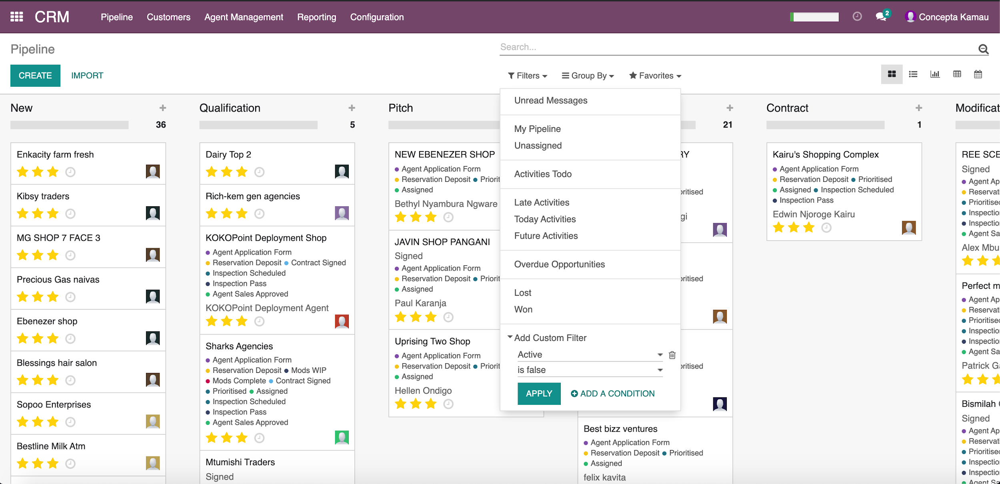 CRM Pipeline Customers Agent Management Reporting Configuration 2 Concepta Kamau
Pipeline
Search...
CREATE IMPORT
Filters Group By Favorites
New
36
Enkacity farm fresh
Kibsy traders
MG SHOP 7 FACE 3
Precious Gas naivas
Ebenezer shop
Blessings hair salon
Sopoo Enterprises
Bestline Milk Atm
Qualification
5
Dairy Top 2
Rich-kem gen agencies
KOKOPoint Deployment Shop
Agent Application Form
Reservation Deposit Contract Signed
Inspection Scheduled
Inspection Pass
Agent Sales Approved
KOKOPoint Deployment Agent
Sharks Agencies
Agent Application Form
Reservation Deposit Mods WIP
Mods Complete Contract Signed
Prioritised Assigned
Inspection Scheduled
Inspection Pass
Agent Sales Approved
Mtumishi Traders
Signed
Pitch
NEW EBENEZER SHOP
Agent Application Form
Reservation Deposit Priorit
Assigned
Bethyl Nyambura Ngware
JAVIN SHOP PANGANI
Signed
Agent Application Form
Reservation Deposit Priorit
Assigned
Paul Karanja
Uprising Two Shop
Agent Application Form
Reservation Deposit Priorit
Assigned
Hellen Ondigo
Unread Messages
My Pipeline
Unassigned
Activities Todo
Late Activities
Today Activities
Future Activities
Overdue Opportunities
Lost
Won
Add Custom Filter
Active
is false
APPLY ADD A CONDITION
21
RY
oritised
gi
oritised
oritised
Best bizz ventures
Agent Application Form
Reservation Deposit Prioritised
Assigned
felix kavita
Contract
1
Kairu's Shopping Complex
Agent Application Form
Reservation Deposit Prioritised
Assigned Inspection Scheduled
Inspection Pass
Edwin Njoroge Kairu
Modificat
REE SCE
Signed
Agent Ap
Reservati
Prioritised
Inspectio
Inspectio
Agent Sa
Alex Mbu
Perfect m
Agent Ap
Reservati
Prioritised
Inspectio
Inspectio
Agent Sa
Patrick Ga
Bismilah
Signed
Agent Ap
Reservati
Prioritised
Inspectio
Inspectio
Agent Sa